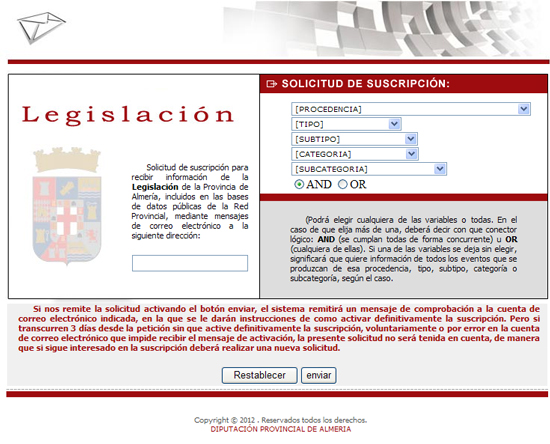 Legislación
Solicitud de suscripción para
recibir información de la
Legislación de la Provincia de
Almería, incluidos en las bases
de datos públicas de la Red
Provincial, mediante mensajes
de correo electrónico a la
siguiente dirección:
SOLICITUD DE SUSCRIPCIÓN:
[PROCEDENCIA]
[TIPO]
[SUBTIPO]
[CATEGORIA]
[SUBCATEGORIA]
AND OR
(Podrá elegir cualquiera de las variables o todas. En el
caso de que elija más de una, deberá decir con que conector
lógico: AND (se cumplan todas de forma concurrente) u OR
(cualquiera de ellas). Si una de las variables se deja sin elegir,
significará que quiere información de todos los eventos que se
produzcan de esa procedencia, tipo, subtipo, categoría o
subcategoría, según el caso.
Si nos remite la solicitud activando el botón enviar, el sistema remitirá un mensaje de comprobación a la cuenta de
correo electrónico indicada, en la que se le darán instrucciones de como activar definitivamente la suscripción. Pero si
transcurren 3 días desde la petición sin que active definitivamente la suscripción, voluntariamente o por error en la cuenta
de correo electrónico que impide recibir el mensaje de activación, la presente solicitud no será tenida en cuenta, de manera
que si sigue interesado en la suscripción deberá realizar una nueva solicitud.
Restablecer enviar
Copyright © 2012 . Reservados todos los derechos.
DIPUTACIÓN PROVINCIAL DE ALMERIA